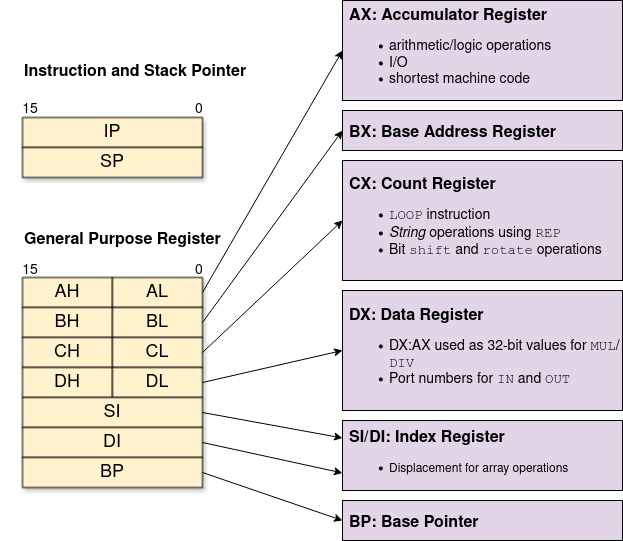 Instruction and Stack Pointer
15 0
IP
SP
General Purpose Register
15 0
AH AL
BH BL
CH CL
DH DL
SI
DI
BP
AX: Accumulator Register
• arithmetic/logic operations
• I/O
• shortest machine code
BX: Base Address Register
CX: Count Register
• LOOP instruction
• String operations using REP
• Bit shift and rotate operations
DX: Data Register
• DX:AX used as 32-bit values for MUL/
DIV
• Port numbers for IN and OUT
SI/DI: Index Register
• Displacement for array operations
BP: Base Pointer